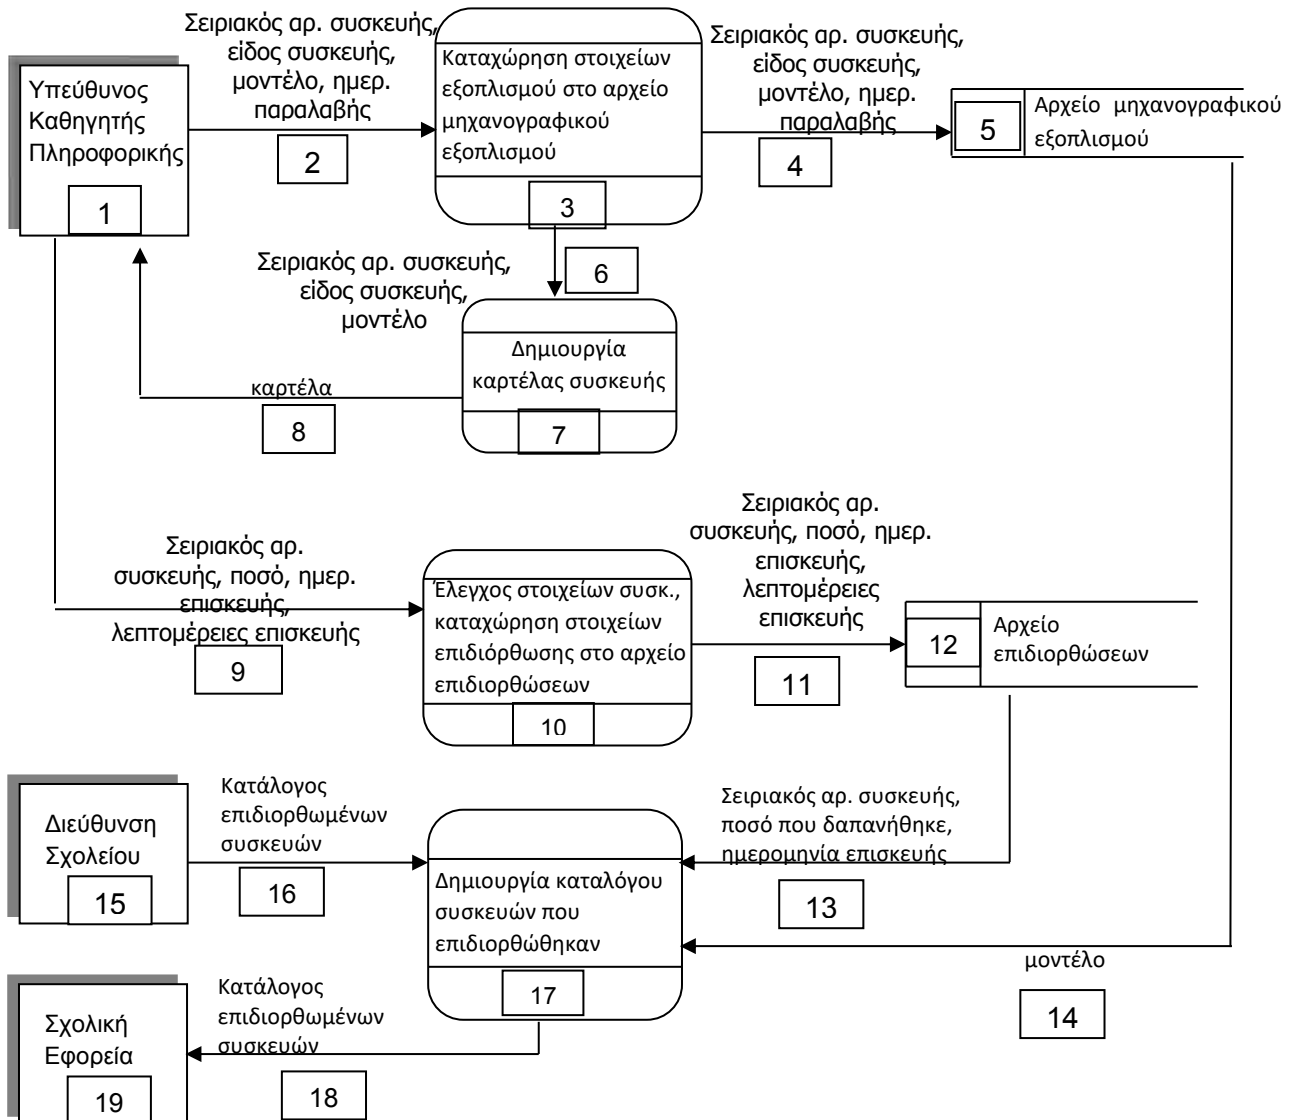 Υπεύθυνος
Καθηγητής
Πληροφορικής
1
Σειριακός αρ. συσκευής,
είδος συσκευής,
μοντέλο, ημερ.
παραλαβής
2
Καταχώρηση στοιχείων
εξοπλισμού στο αρχείο
μηχανογραφικού
εξοπλισμού
3
Σειριακός αρ. συσκευής,
είδος συσκευής,
μοντέλο, ημερ.
παραλαβής
4
5
Αρχείο μηχανογραφικού
εξοπλισμού
Σειριακός αρ. συσκευής,
είδος συσκευής,
μοντέλο
6
Δημιουργία
καρτέλας συσκευής
7
καρτέλα
8
Σειριακός αρ.
συσκευής, ποσό, ημερ.
επισκευής,
λεπτομέρειες επισκευής
9
Έλεγχος στοιχείων συσκ.,
καταχώρηση στοιχείων
επιδιόρθωσης στο αρχείο
επιδιορθώσεων
10
Σειριακός αρ.
συσκευής, ποσό, ημερ.
επισκευής,
λεπτομέρειες
επισκευής
11
12
Αρχείο
επιδιορθώσεων
Διεύθυνση
Σχολείου
15
Κατάλογος
επιδιορθωμένων
συσκευών
16
Δημιουργία καταλόγου
συσκευών που
επιδιορθώθηκαν
17
Σειριακός αρ. συσκευής,
ποσό που δαπανήθηκε,
ημερομηνία επισκευής
13
μοντέλο
14
Σχολική
Εφορεία
19
Κατάλογος
επιδιορθωμένων
συσκευών
18